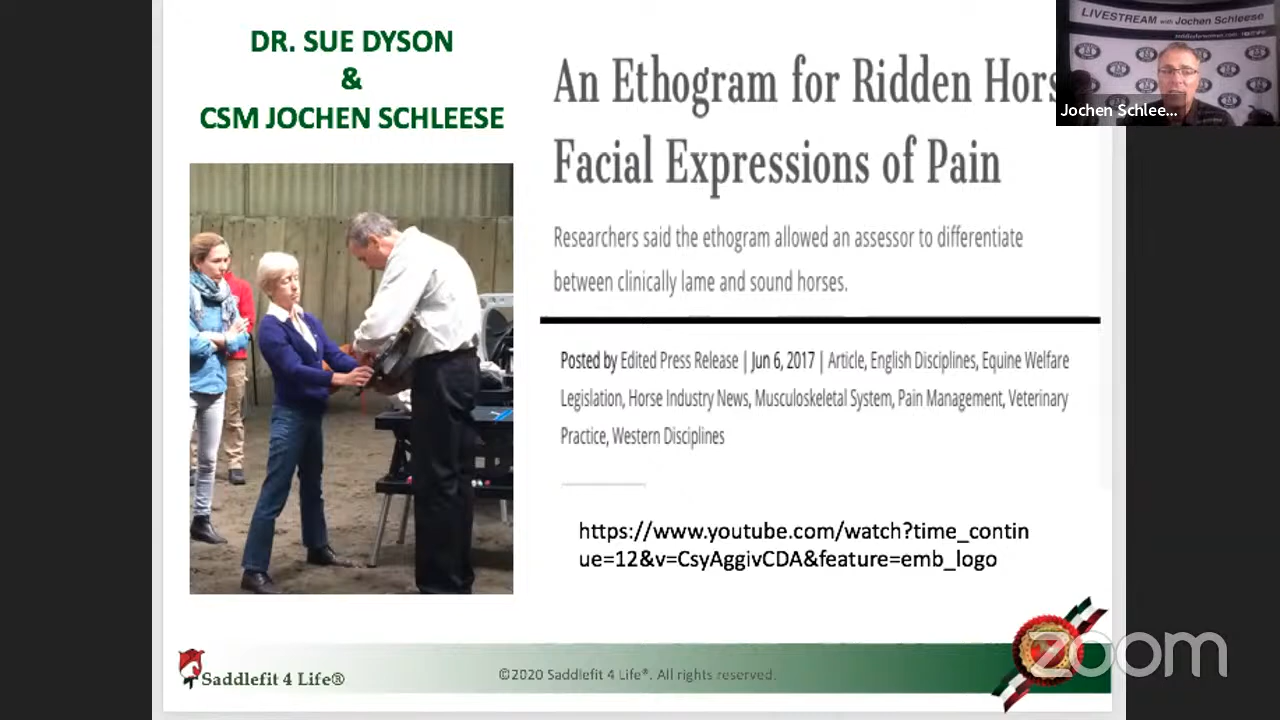 DR. SUE DYSON
&
CSM JOCHEN SCHLEESE
An Ethogram for Ridden Hors
Facial Expressions of Pain
Researchers said the ethogram allowed an assessor to differentiate
between clinically lame and sound horses.
Posted by Edited Press Release | Jun 6, 2017 | Article, English Disciplines, Equine Welfare
Legislation, Horse Industry News, Musculoskeletal System, Pain Management, Veterinary
Practice, Western Disciplines
https://www.youtube.com/watch?time_contin
ue=12&v=CsyAggivCDA&feature=emb_logo
LIVESTREAM with Jochen Schleese
Jochen Schlee...
Saddlefit 4 Life®
©2020 Saddlefit 4 Life®. All rights reserved.
zoom